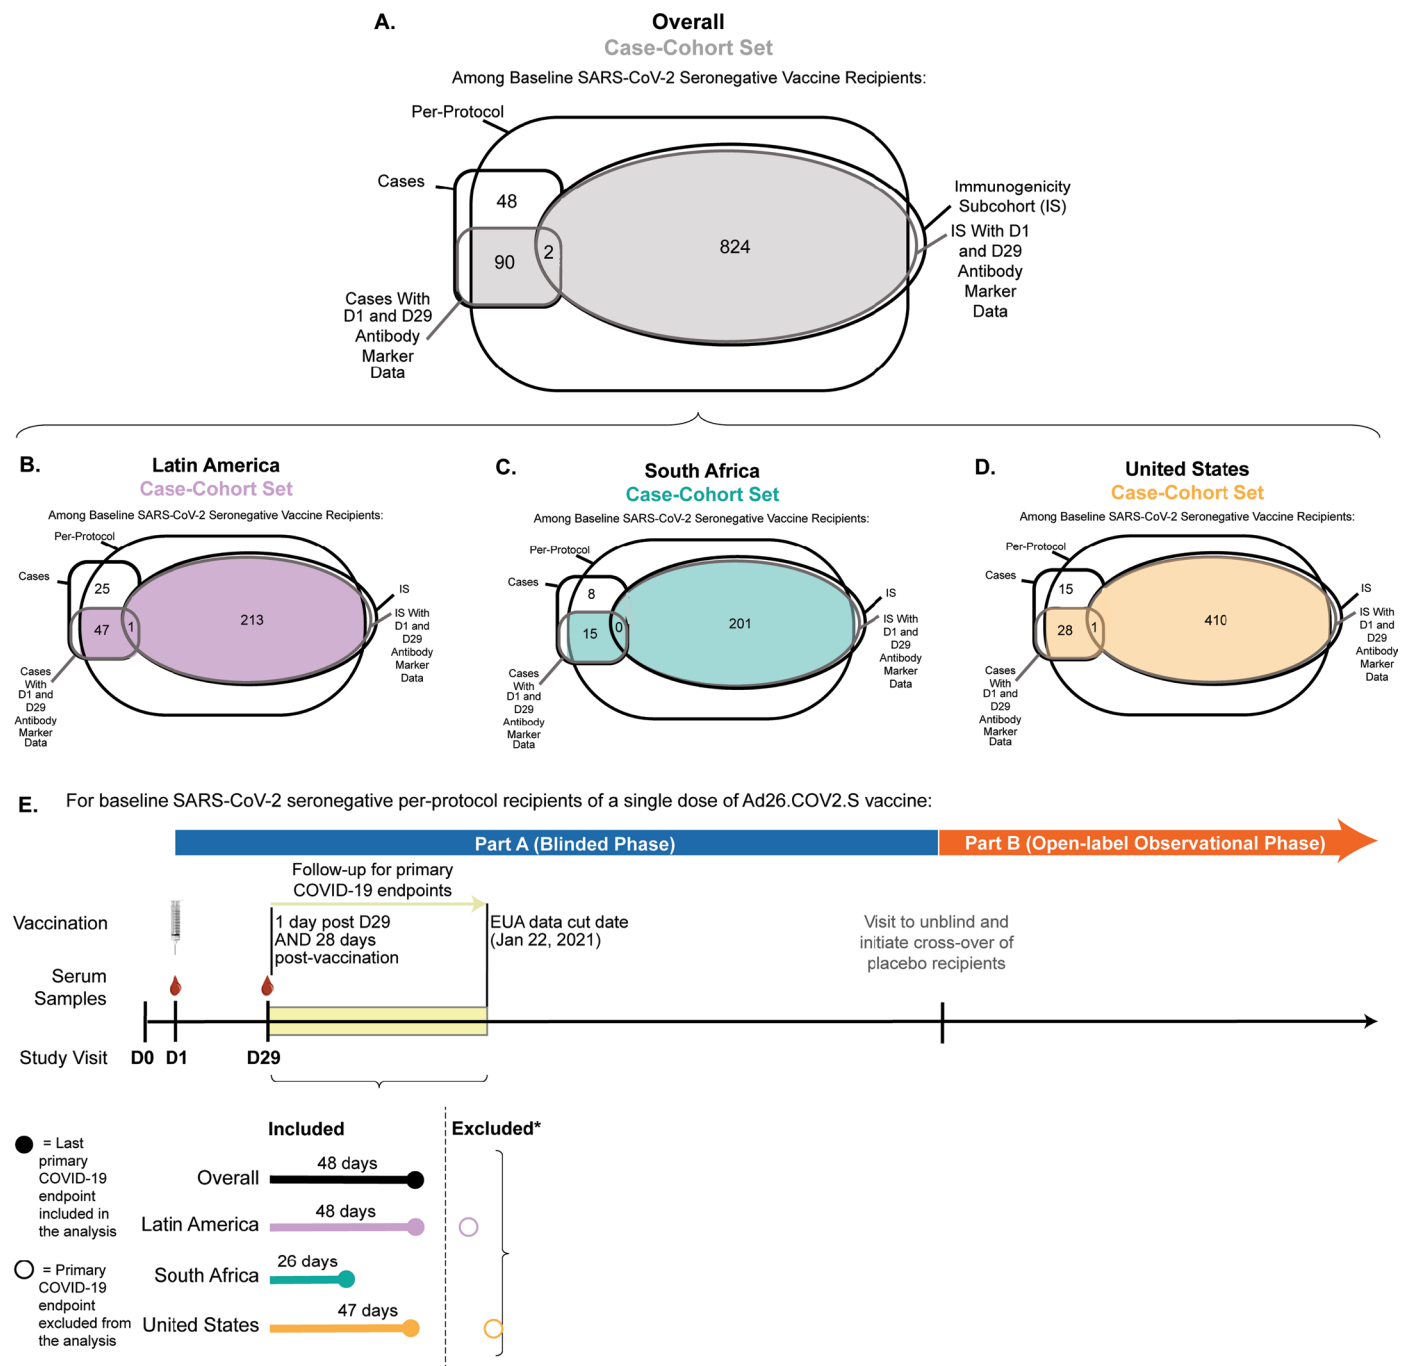 A.
Overall
Case-Cohort Set
Among Baseline SARS-CoV-2 Seronegative Vaccine Recipients:
Per-Protocol
Cases
48
90
2
824
Immunogenicity
Subcohort (IS)
IS With D1
and D29
Antibody
Marker
Data
Cases With
D1 and D29
Antibody
Marker
Data
B.
Latin America
Case-Cohort Set
Among Baseline SARS-CoV-2 Seronegative Vaccine Recipients:
Per-Protocol
Cases
25
47
1
213
IS
IS With
D1 and
D29
Antibody
Marker
Data
Cases
With
D1 and
D29
Antibody
Marker
Data
C.
South Africa
Case-Cohort Set
Among Baseline SARS-CoV-2 Seronegative Vaccine Recipients:
Per-Protocol
Cases
8
15
0
201
IS
IS With
D1 and
D29
Antibody
Marker
Data
Cases
With
D1 and
D29
Antibody
Marker
Data
D.
United States
Case-Cohort Set
Among Baseline SARS-CoV-2 Seronegative Vaccine Recipients:
Per-Protocol
Cases
15
28
1
410
IS
IS With
D1 and
D29
Antibody
Marker
Data
Cases
With
D1 and
D29
Antibody
Marker
Data
E.
For baseline SARS-CoV-2 seronegative per-protocol recipients of a single dose of Ad26.COV2.S vaccine:
Part A (Blinded Phase)
Part B (Open-label Observational Phase)
Follow-up for primary
COVID-19 endpoints
Vaccination
1 day post D29
AND 28 days
post-vaccination
EUA data cut date
(Jan 22, 2021)
Visit to unblind and
initiate cross-over of
placebo recipients
Serum
Samples
Study Visit
D0
D1
D29
Included
Excluded*
= Last
primary
COVID-19
endpoint
included in
the analysis
= Primary
COVID-19
endpoint
excluded from
the analysis
48 days
Overall
48 days
Latin America
26 days
South Africa
47 days
United States